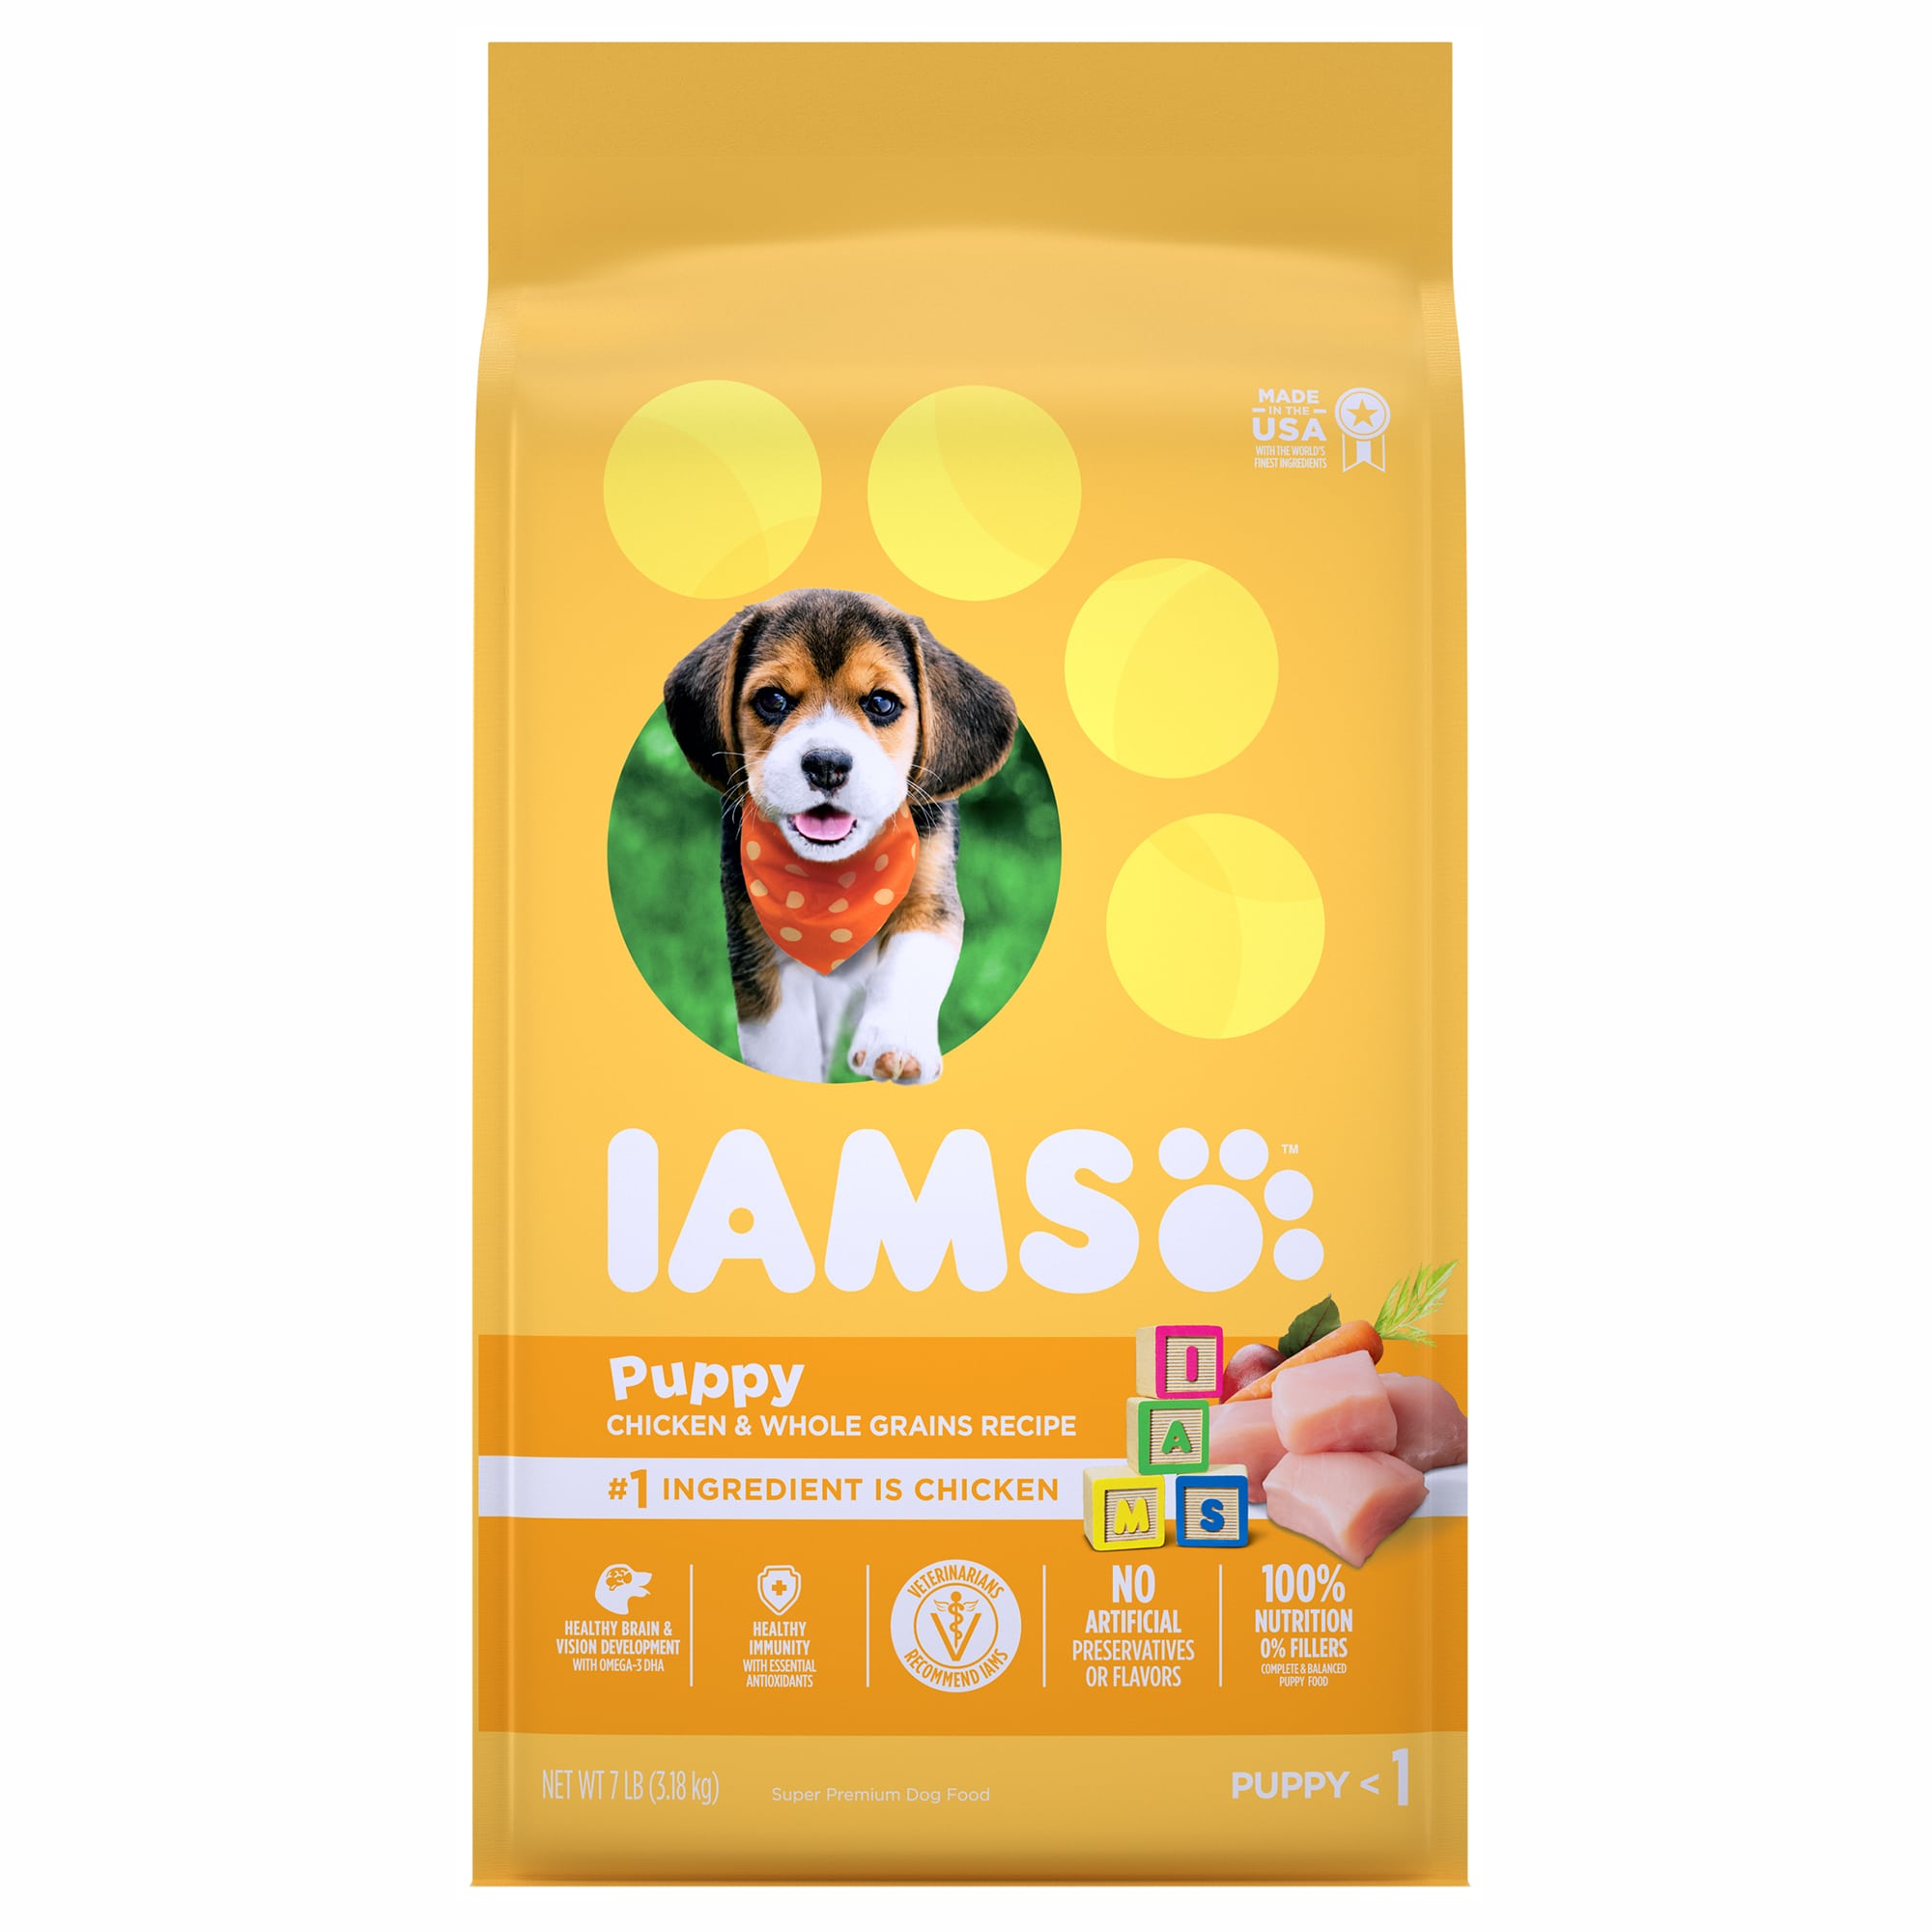 MADE
IN THE
USA
WITH THE WORLD'S
FINEST INGREDIENTS
IAMS™
Puppy
CHICKEN & WHOLE GRAINS RECIPE
#1 INGREDIENT IS CHICKEN
I
A
M S
HEALTHY BRAIN &
VISION DEVELOPMENT
WITH OMEGA-3 DHA
HEALTHY
IMMUNITY
WITH ESSENTIAL
ANTIOXIDANTS
VETERINARIANS
V
RECOMMEND IAMS
NO
ARTIFICIAL
PRESERVATIVES
OR FLAVORS
100%
NUTRITION
0% FILLERS
COMPLETE & BALANCED
PUPPY FOOD
NET WT 7 LB (3.18 kg)
Super Premium Dog Food
PUPPY < 1